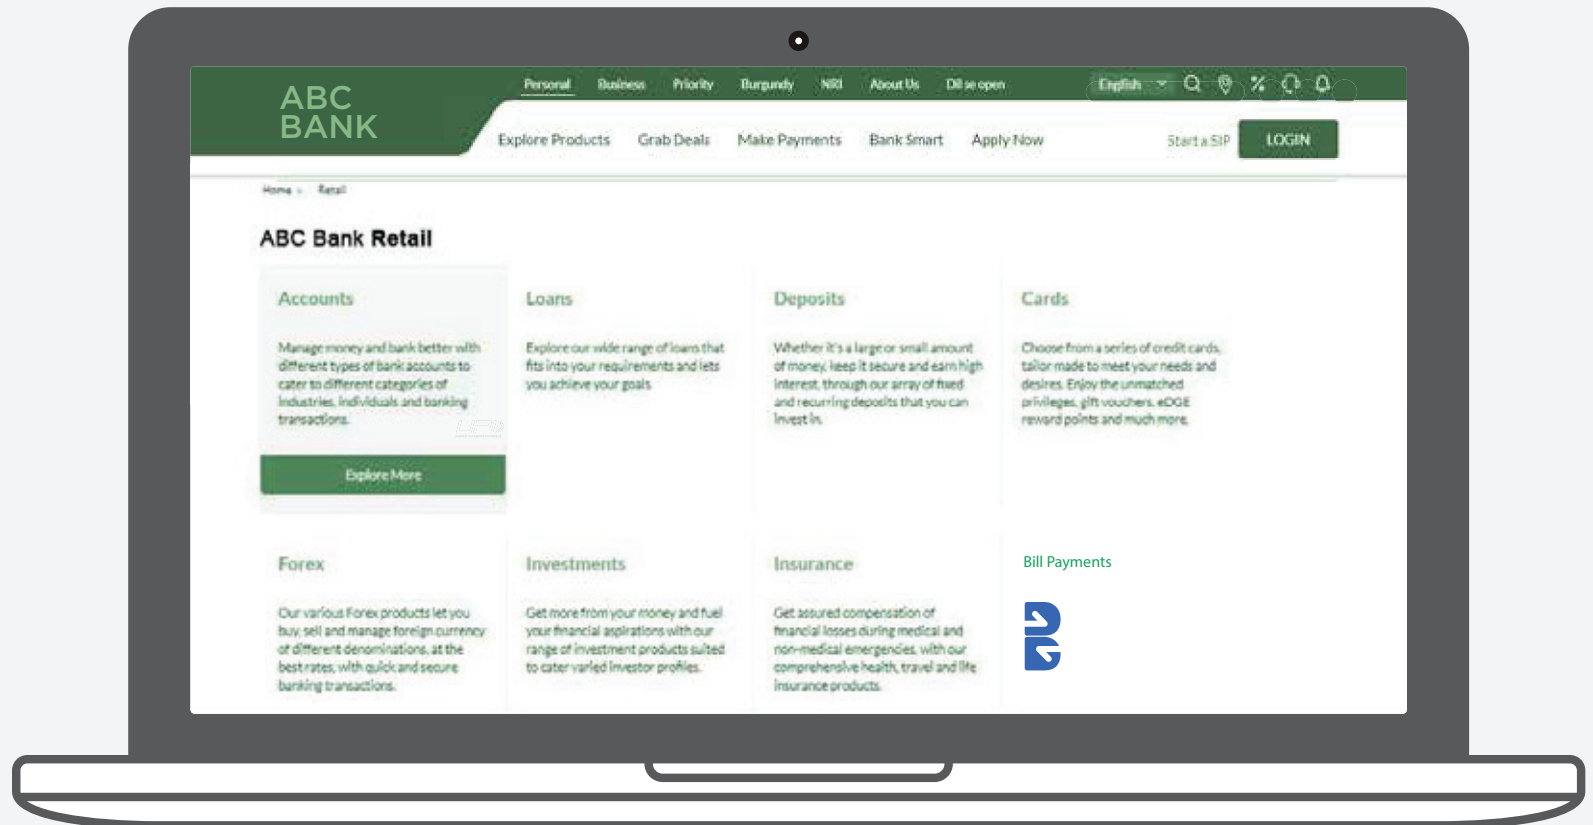 ABC
BANK
Personal Business Priority Burgundy NRI About Us Dil se open English
Explore Products Grab Deals Make Payments Bank Smart Apply Now Start a SIP LOGIN
Home > Retail
ABC Bank Retail
Accounts
Manage money and bank better with
different types of bank accounts to
cater to different categories of
industries, individuals and banking
transactions.
Explore More
Loans
Explore our wide range of loans that
fits into your requirements and lets
you achieve your goals
Deposits
Whether it's a large or small amount
of money, keep it secure and earn high
interest, through our array of fixed
and recurring deposits that you can
invest in.
Cards
Choose from a series of credit cards,
tailor made to meet your needs and
desires. Enjoy the unmatched
privileges, gift vouchers, eDGE
reward points and much more.
Forex
Our various Forex products let you
buy, sell and manage foreign currency
of different denominations, at the
best rates, with quick and secure
banking transactions.
Investments
Get more from your money and fuel
your financial aspirations with our
range of investment products suited
to cater varied investor profiles.
Insurance
Get assured compensation of
financial losses during medical and
non-medical emergencies, with our
comprehensive health, travel and life
insurance products.
Bill Payments